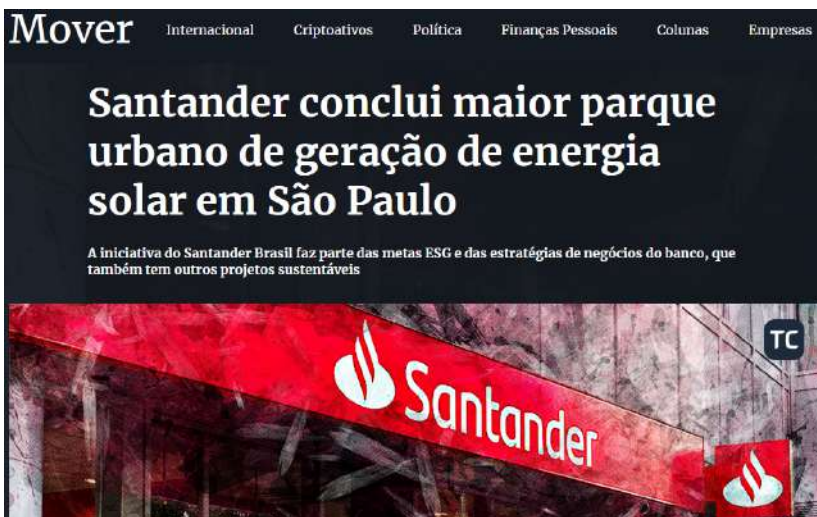 Mover Internacional Criptoativos Política Finanças Pessoais Colunas Empresas
Santander conclui maior parque
urbano de geração de energia
solar em São Paulo
A iniciativa do Santander Brasil faz parte das metas ESG e das estratégias de negócios do banco, que
também tem outros projetos sustentáveis
TC
Santander